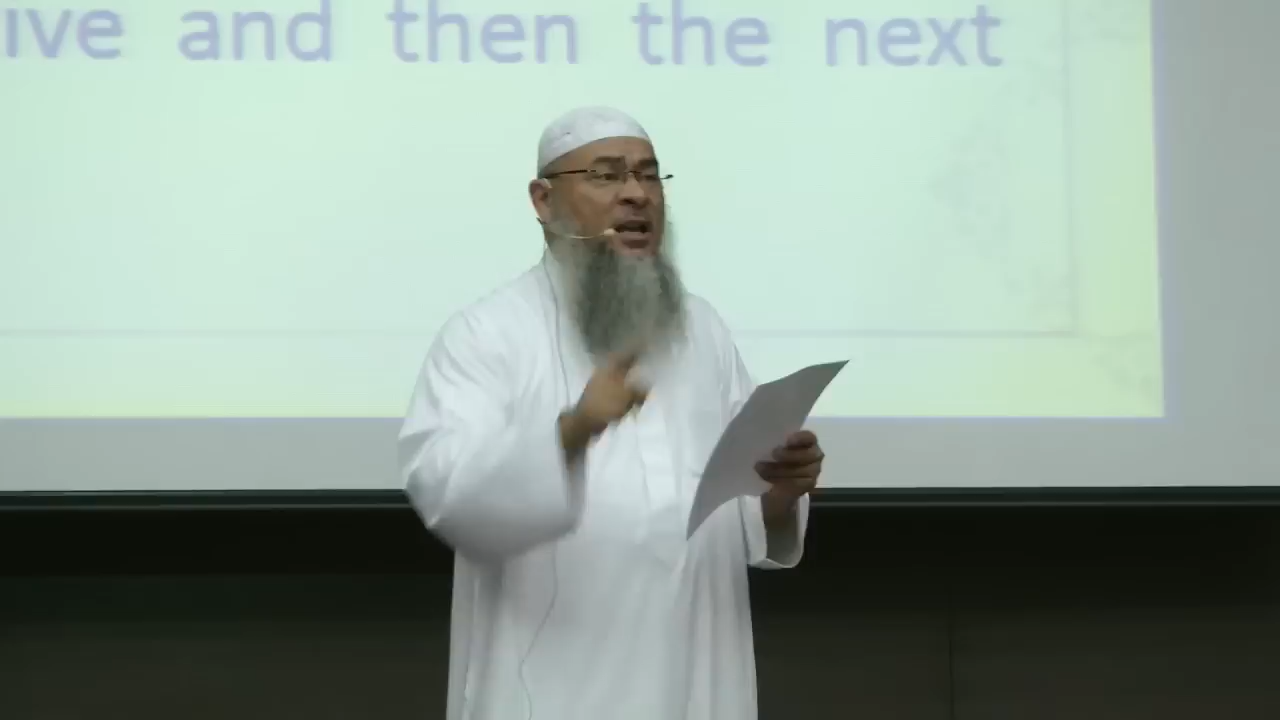 and then the next